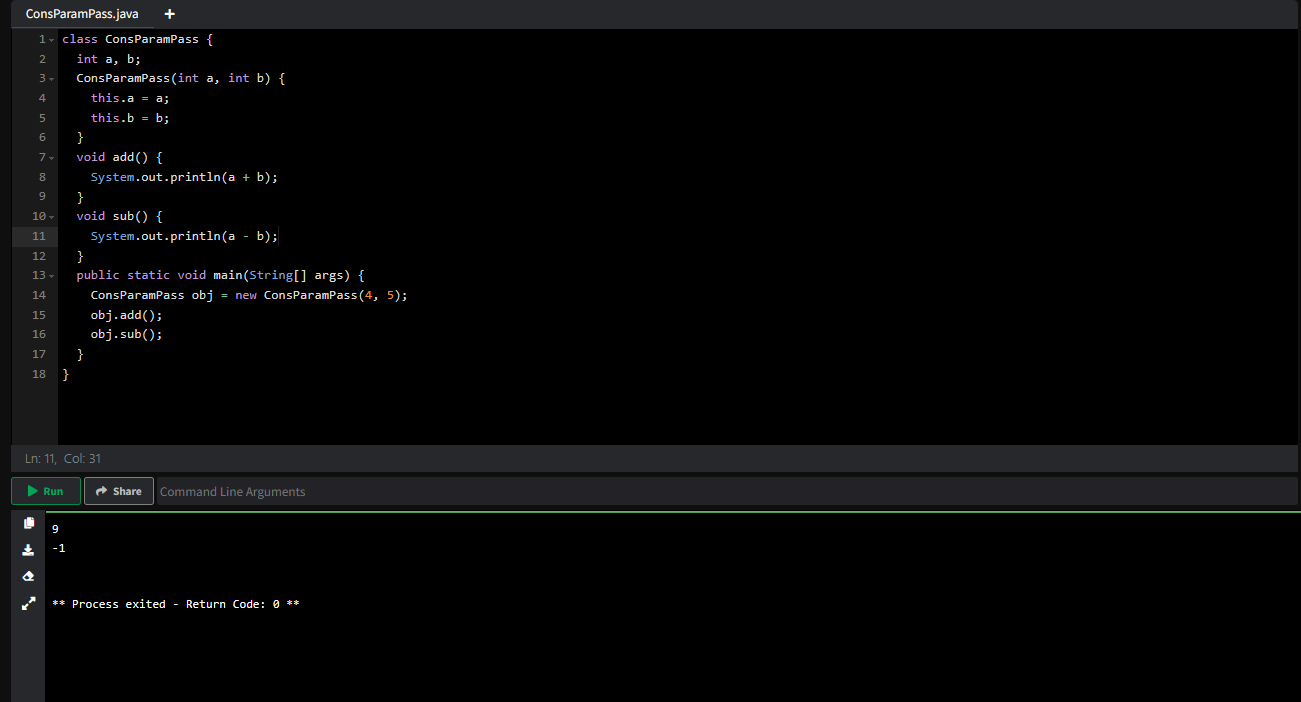 ConsParamPass.java +
1 class ConsParamPass {
2   int a, b;
3   ConsParamPass(int a, int b) {
4     this.a = a;
5     this.b = b;
6   }
7   void add() {
8     System.out.println(a + b);
9   }
10   void sub() {
11     System.out.println(a - b);
12   }
13   public static void main(String[] args) {
14     ConsParamPass obj = new ConsParamPass(4, 5);
15     obj.add();
16     obj.sub();
17   }
18 }
Ln: 11, Col: 31
Run Share Command Line Arguments
9
-1
** Process exited - Return Code: 0 **